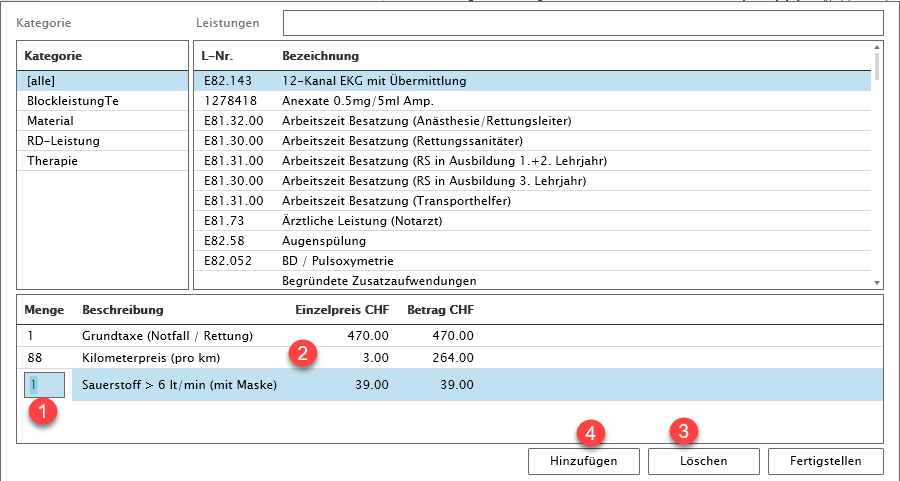 Kategorie Leistungen
Kategorie L-Nr. Bezeichnung
[alle] E82.143 12-Kanal EKG mit Übermittlung
BlockleistungTe 1278418 Anexate 0.5mg/5ml Amp.
Material E81.32.00 Arbeitszeit Besatzung (Anästhesie/Rettungsleiter)
RD-Leistung E81.30.00 Arbeitszeit Besatzung (Rettungssanitäter)
Therapie E81.31.00 Arbeitszeit Besatzung (RS in Ausbildung 1.+2. Lehrjahr)
E81.30.00 Arbeitszeit Besatzung (RS in Ausbildung 3. Lehrjahr)
E81.31.00 Arbeitszeit Besatzung (Transporthelfer)
E81.73 Ärztliche Leistung (Notarzt)
E82.58 Augenspülung
E82.052 BD / Pulsoxymetrie
Begründete Zusatzaufwendungen
Menge Beschreibung Einzelpreis CHF Betrag CHF
1 Grundtaxe (Notfall / Rettung) 470.00 470.00
88 Kilometerpreis (pro km) 2 3.00 264.00
1 Sauerstoff > 6 lt/min (mit Maske) 39.00 39.00
1
4 3
Hinzufügen Löschen Fertigstellen